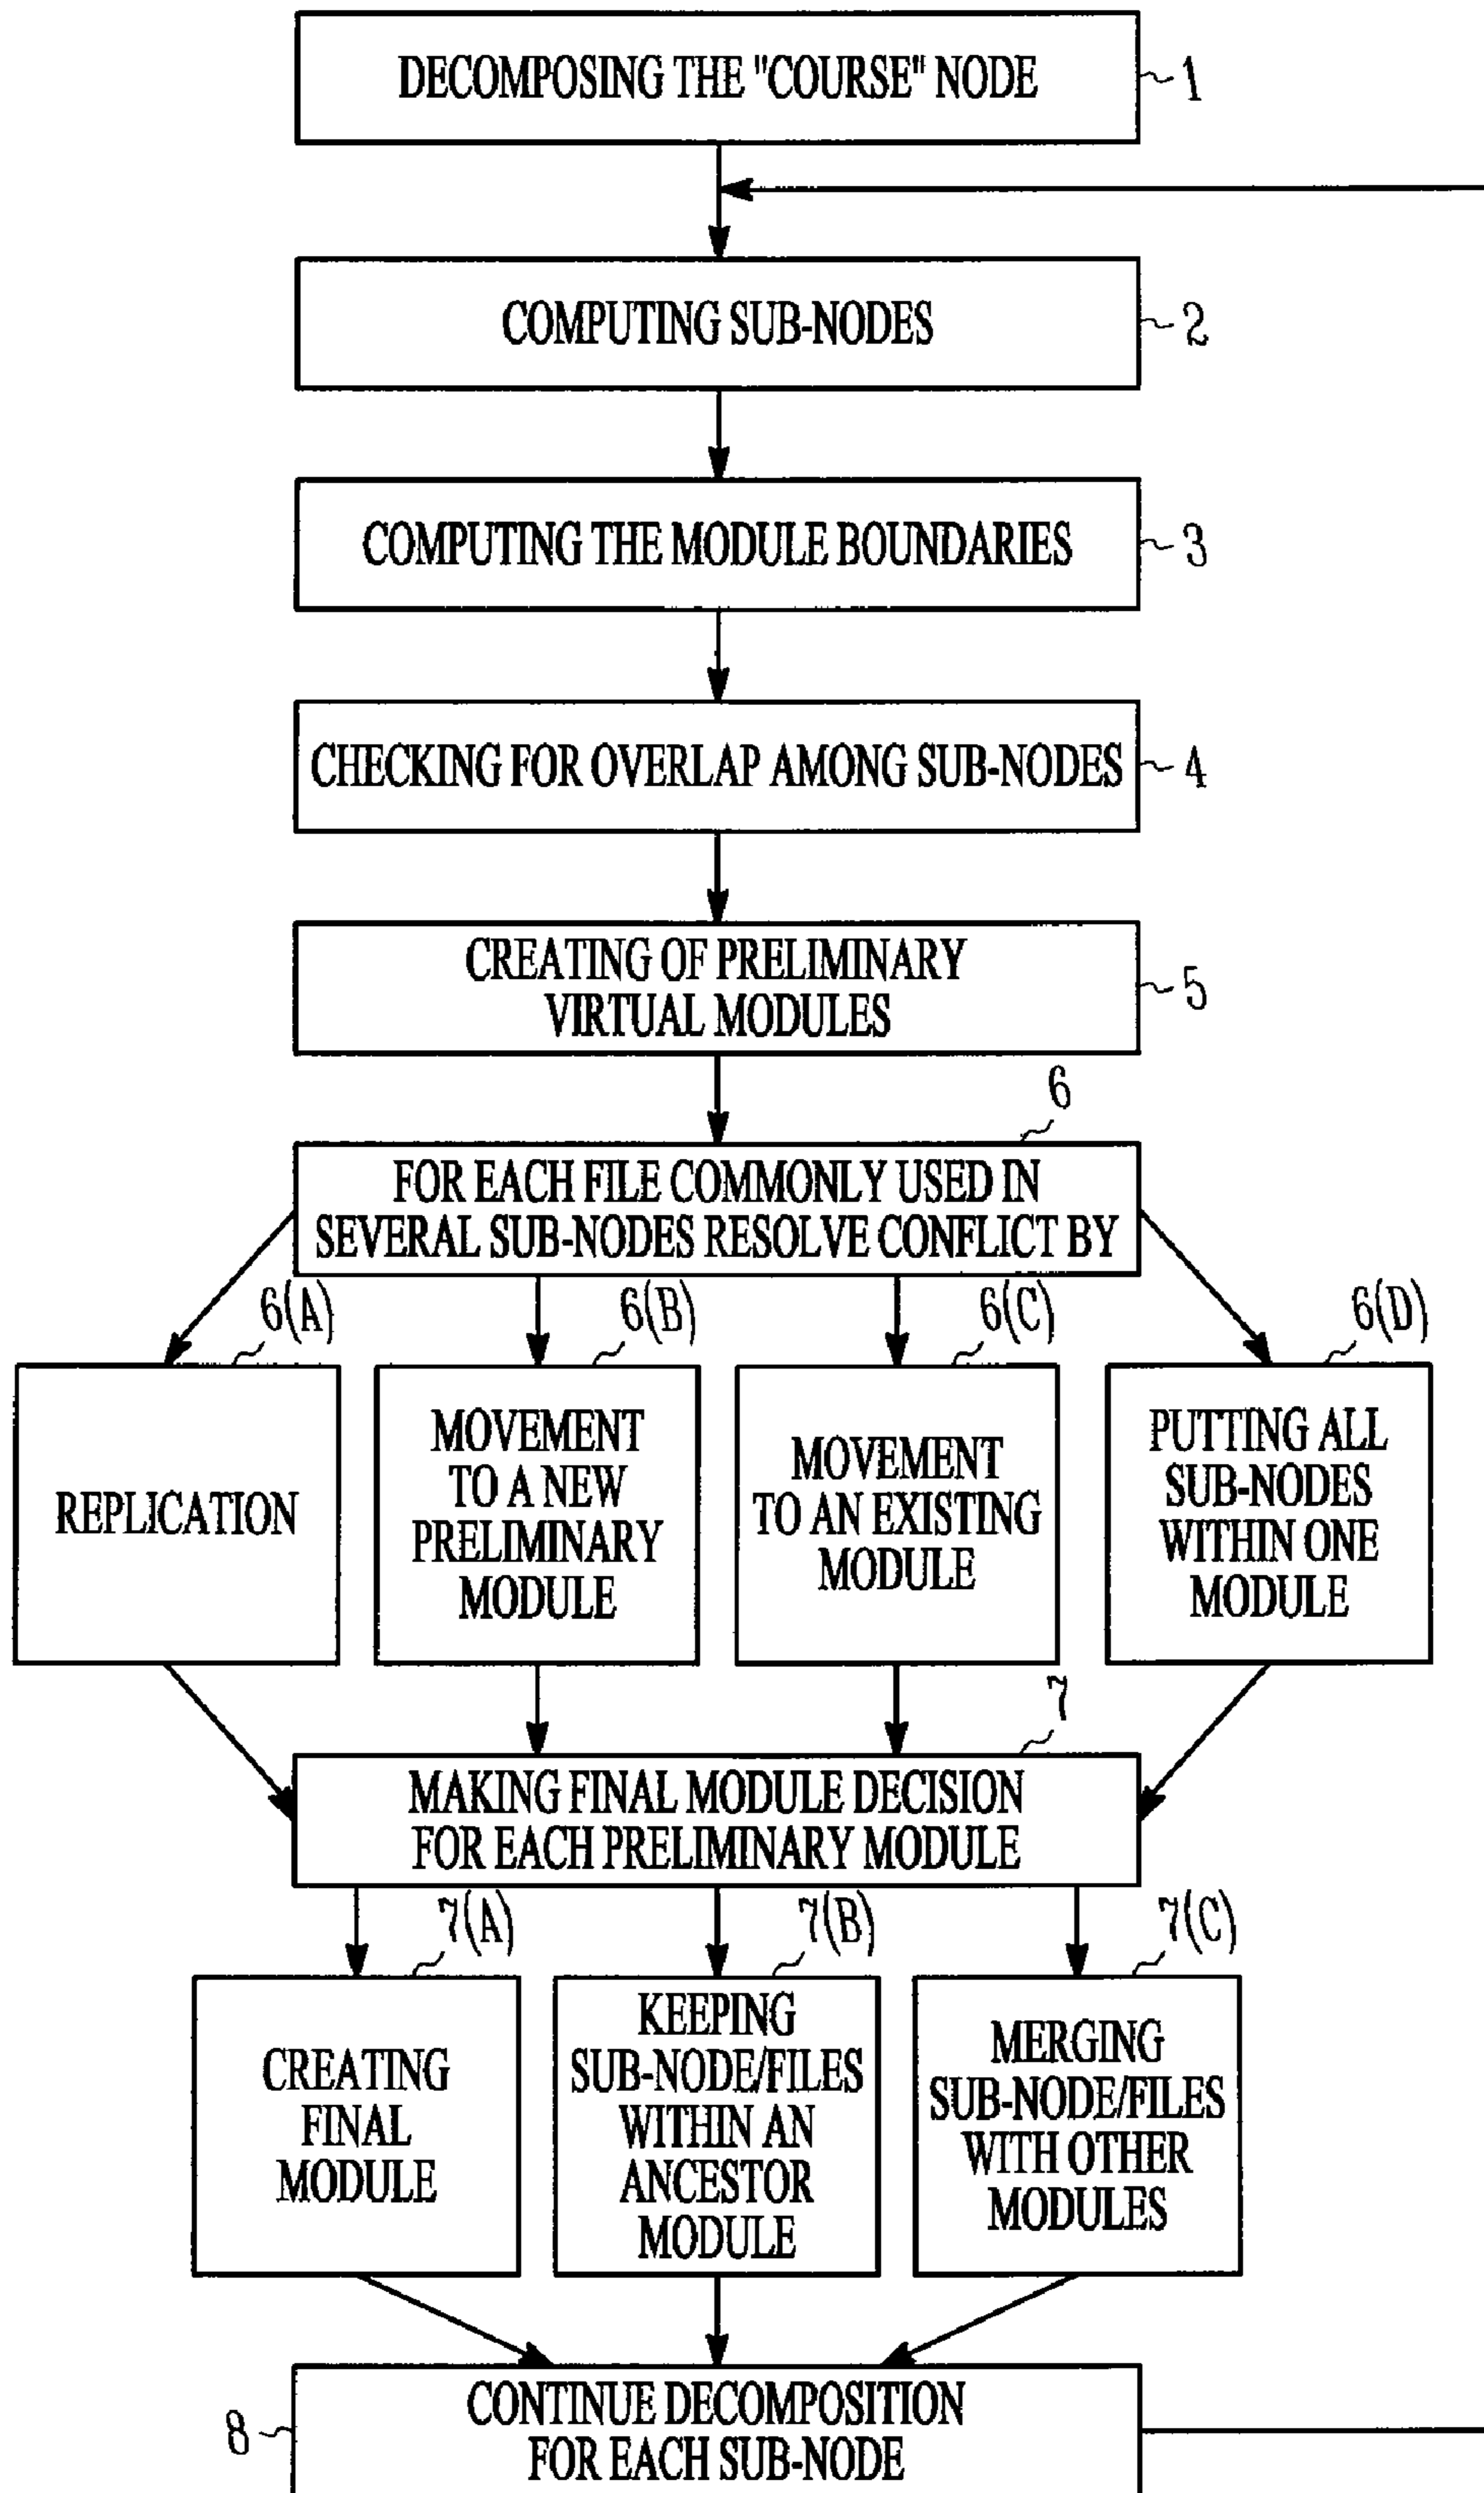 DECOMPOSING THE "COURSE" NODE
1
COMPUTING SUB-NODES
2
COMPUTING THE MODULE BOUNDARIES
3
CHECKING FOR OVERLAP AMONG SUB-NODES
4
CREATING OF PRELIMINARY
VIRTUAL MODULES
5
6
FOR EACH FILE COMMONLY USED IN
SEVERAL SUB-NODES RESOLVE CONFLICT BY
6(A)
REPLICATION
6(B)
MOVEMENT
TO A NEW
PRELIMINARY
MODULE
6(C)
MOVEMENT
TO AN EXISTING
MODULE
6(D)
PUTTING ALL
SUB-NODES
WITHIN ONE
MODULE
7
MAKING FINAL MODULE DECISION
FOR EACH PRELIMINARY MODULE
7(A)
CREATING
FINAL
MODULE
7(B)
KEEPING
SUB-NODE/FILES
WITHIN AN
ANCESTOR
MODULE
7(C)
MERGING
SUB-NODE/FILES
WITH OTHER
MODULES
8
CONTINUE DECOMPOSITION
FOR EACH SUB-NODE